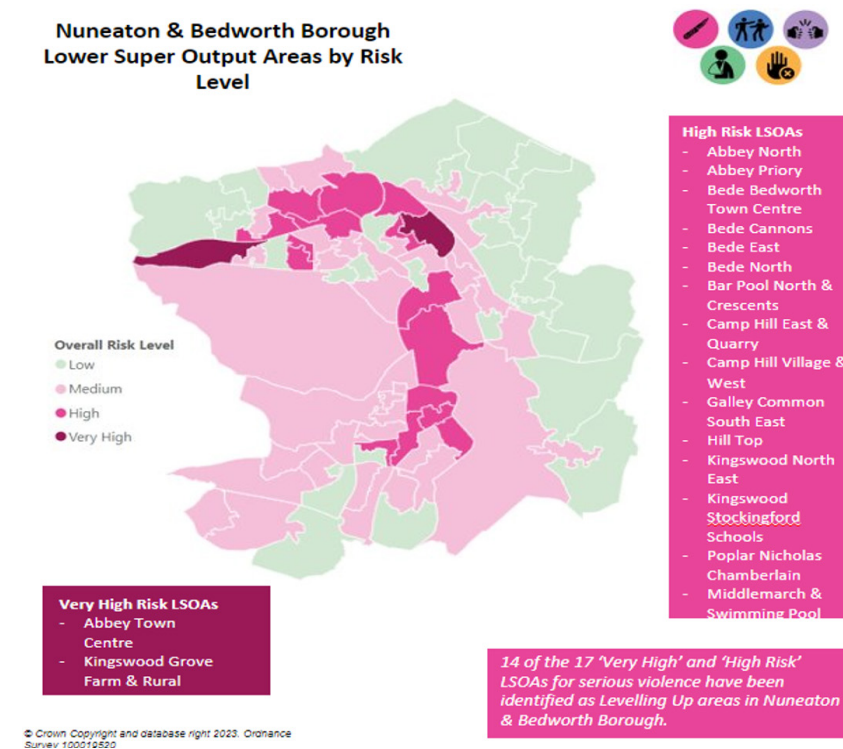 Nuneaton & Bedworth Borough
Lower Super Output Areas by Risk
Level
High Risk LSOAs
- Abbey North
- Abbey Priory
- Bede Bedworth
Town Centre
- Bede Cannons
- Bede East
- Bede North
- Bar Pool North &
Crescents
- Camp Hill East &
Quarry
- Camp Hill Village &
West
- Galley Common
South East
- Hill Top
- Kingswood North
East
- Kingswood
Stockingford
Schools
- Poplar Nicholas
Chamberlain
- Middlemarch &
Swimming Pool
Overall Risk Level
Low
Medium
High
Very High
Very High Risk LSOAs
- Abbey Town
Centre
- Kingswood Grove
Farm & Rural
14 of the 17 ‘Very High’ and ‘High Risk’
LSOAs for serious violence have been
identified as Levelling Up areas in Nuneaton
& Bedworth Borough.
© Crown Copyright and database right 2023. Ordnance
Survey 100019520